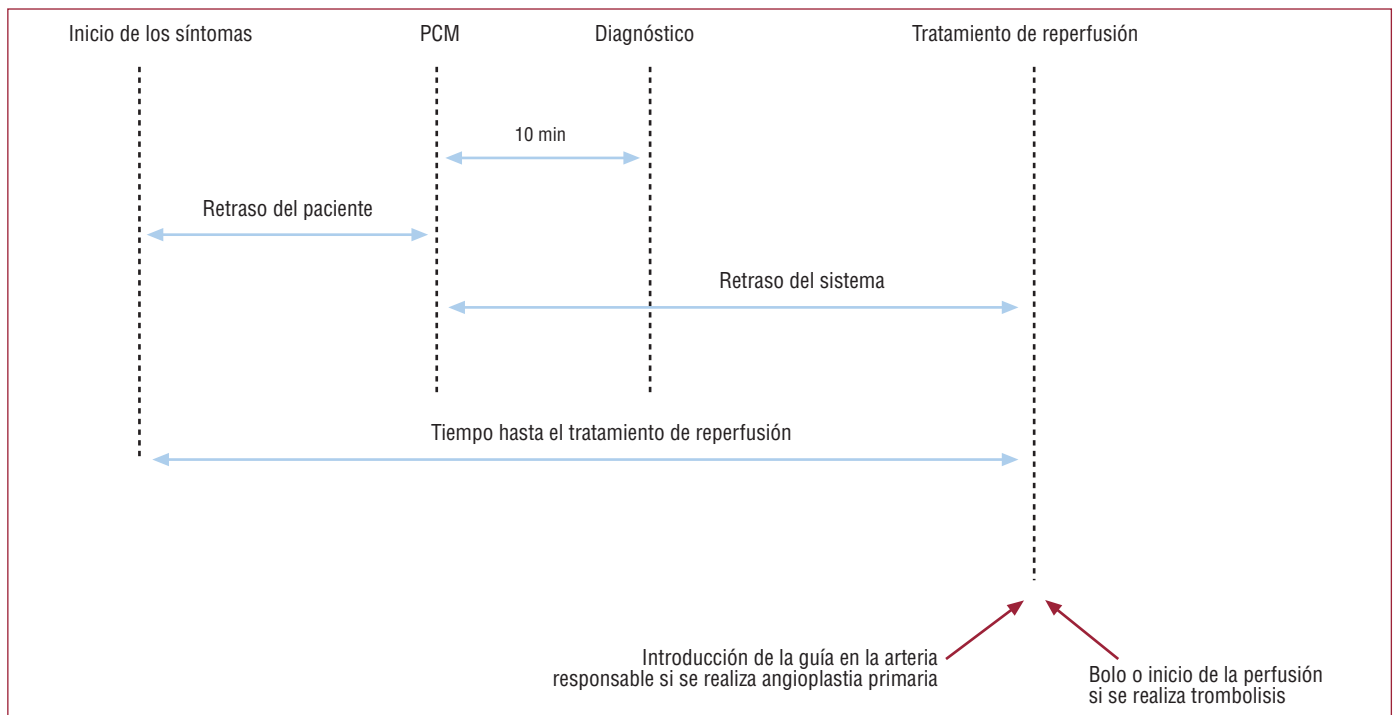 Inicio de los síntomas
PCM
Diagnóstico
Tratamiento de reperfusión
10 min
Retraso del paciente
Retraso del sistema
Tiempo hasta el tratamiento de reperfusión
Introducción de la guía en la arteria
responsable si se realiza angioplastia primaria
Bolo o inicio de la perfusión
si se realiza trombolisis